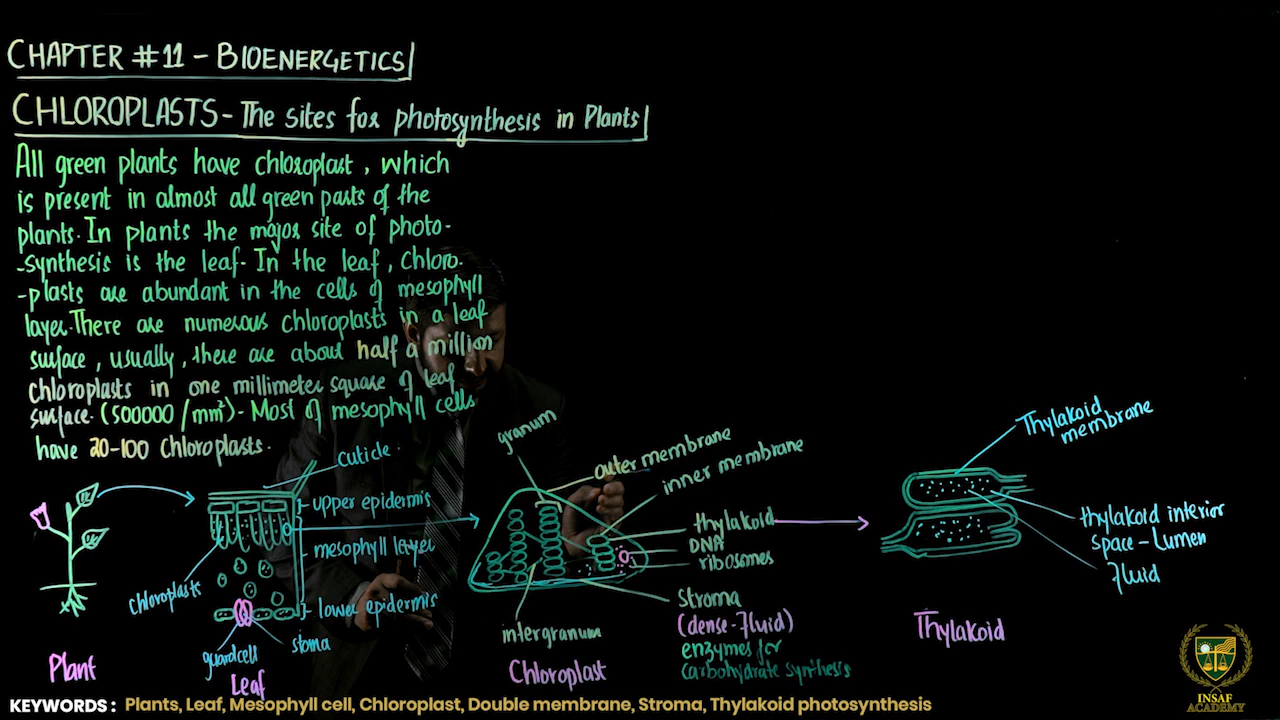 CHAPTER #11 - BIOENERGETICS
CHLOROPLASTS - The sites for photosynthesis in Plants
All green plants have chloroplast, which
is present in almost all green parts of the
plants. In plants the major site of photo-
-synthesis is the leaf. In the leaf, Chloro-
-plasts are abundant in the cells of mesophyll
layer. There are numerous chloroplasts in a leaf
surface, usually, there are about half a million
chloroplasts in one millimeter square of leaf
surface. (500000/mm²). Most of mesophyll cells
have 20-100 Chloroplasts.
cuticle
upper epidermis
mesophyll layer
lower epidermis
chloroplasts
guard cell
stoma
Plant
Leaf
granum
outer membrane
inner membrane
thylakoid
DNA
ribosomes
Stroma
(dense-fluid)
enzymes for
carbohydrate synthesis
intergranum
Chloroplast
Thylakoid
membrane
thylakoid interior
space - Lumen
fluid
Thylakoid
INSAF
ACADEMY
KEYWORDS : Plants, Leaf, Mesophyll cell, Chloroplast, Double membrane, Stroma, Thylakoid photosynthesis